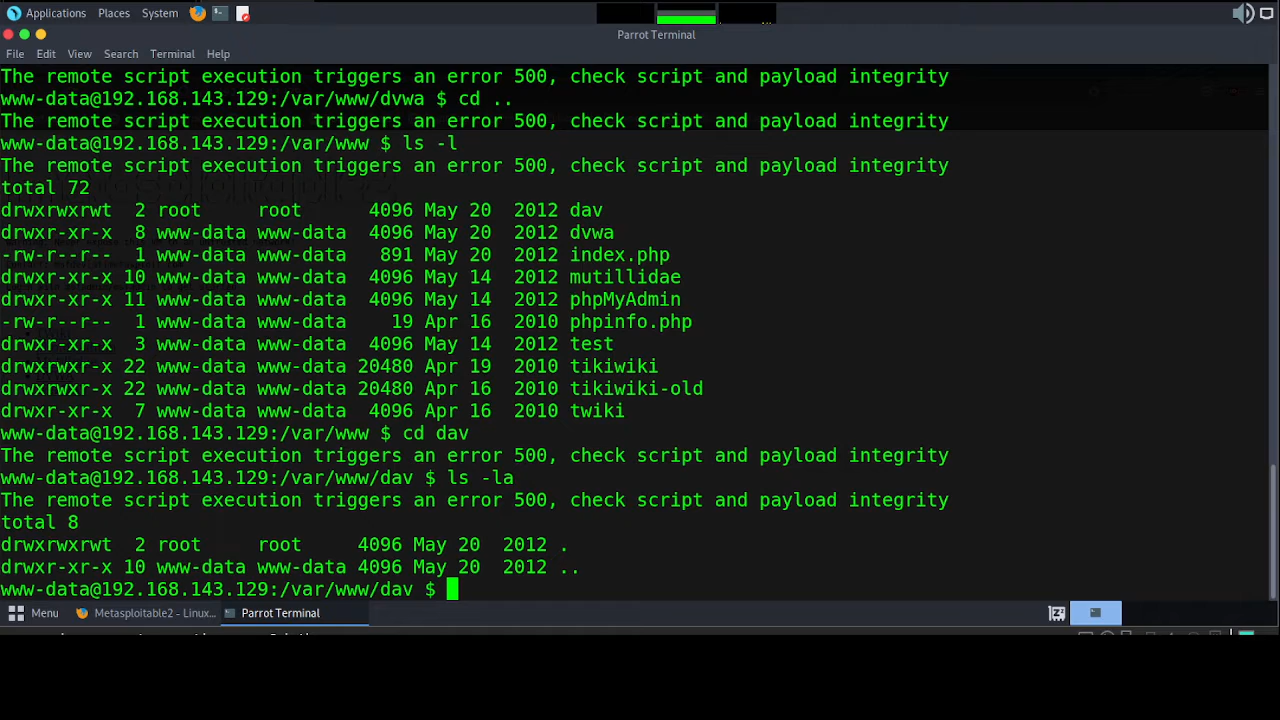 Applications Places System
Parrot Terminal
File Edit View Search Terminal Help
The remote script execution triggers an error 500, check script and payload integrity
www-data@192.168.143.129:/var/www/dvwa $ cd ..
The remote script execution triggers an error 500, check script and payload integrity
www-data@192.168.143.129:/var/www $ ls -l
The remote script execution triggers an error 500, check script and payload integrity
total 72
drwxrwxrwt  2 root     root      4096 May 20  2012 dav
drwxr-xr-x  8 www-data www-data  4096 May 20  2012 dvwa
-rw-r--r--  1 www-data www-data   891 May 20  2012 index.php
drwxr-xr-x 10 www-data www-data  4096 May 14  2012 mutillidae
drwxr-xr-x 11 www-data www-data  4096 May 14  2012 phpMyAdmin
-rw-r--r--  1 www-data www-data    19 Apr 16  2010 phpinfo.php
drwxr-xr-x  3 www-data www-data  4096 May 14  2012 test
drwxrwxr-x 22 www-data www-data 20480 Apr 19  2010 tikiwiki
drwxrwxr-x 22 www-data www-data 20480 Apr 16  2010 tikiwiki-old
drwxr-xr-x  7 www-data www-data  4096 Apr 16  2010 twiki
www-data@192.168.143.129:/var/www $ cd dav
The remote script execution triggers an error 500, check script and payload integrity
www-data@192.168.143.129:/var/www/dav $ ls -la
The remote script execution triggers an error 500, check script and payload integrity
total 8
drwxrwxrwt  2 root     root     4096 May 20  2012 .
drwxr-xr-x 10 www-data www-data 4096 May 20  2012 ..
www-data@192.168.143.129:/var/www/dav $
Menu Metasploitable2 - Linux... Parrot Terminal